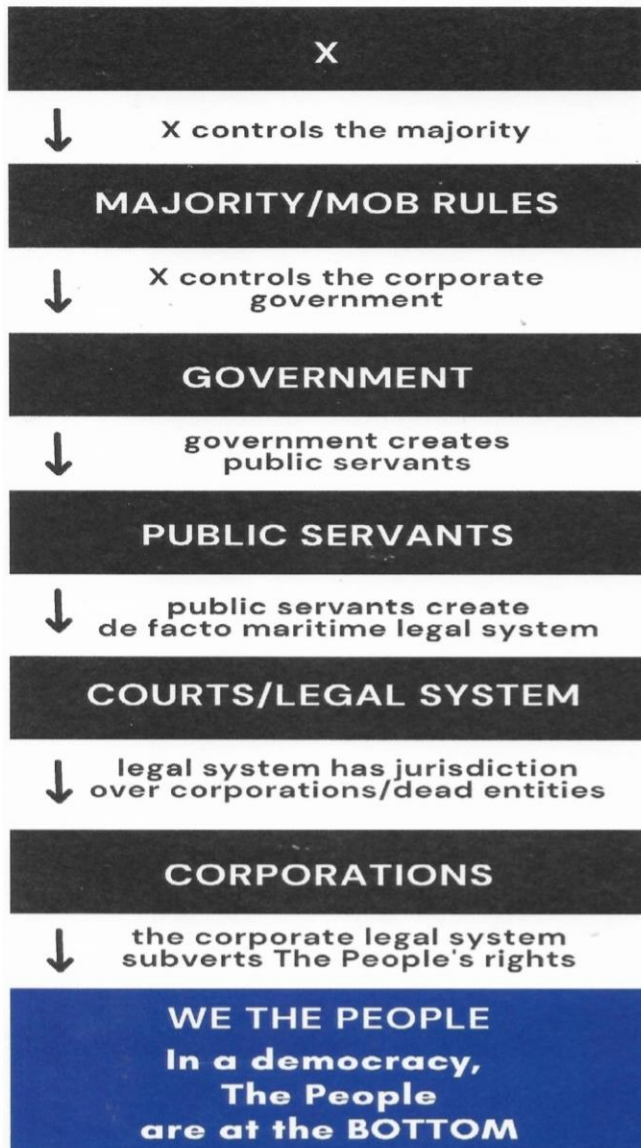 X
X controls the majority
MAJORITY/MOB RULES
X controls the corporate
government
GOVERNMENT
government creates
public servants
PUBLIC SERVANTS
public servants create
de facto maritime legal system
COURTS/LEGAL SYSTEM
legal system has jurisdiction
over corporations/dead entities
CORPORATIONS
the corporate legal system
subverts The People's rights
WE THE PEOPLE
In a democracy,
The People
are at the BOTTOM